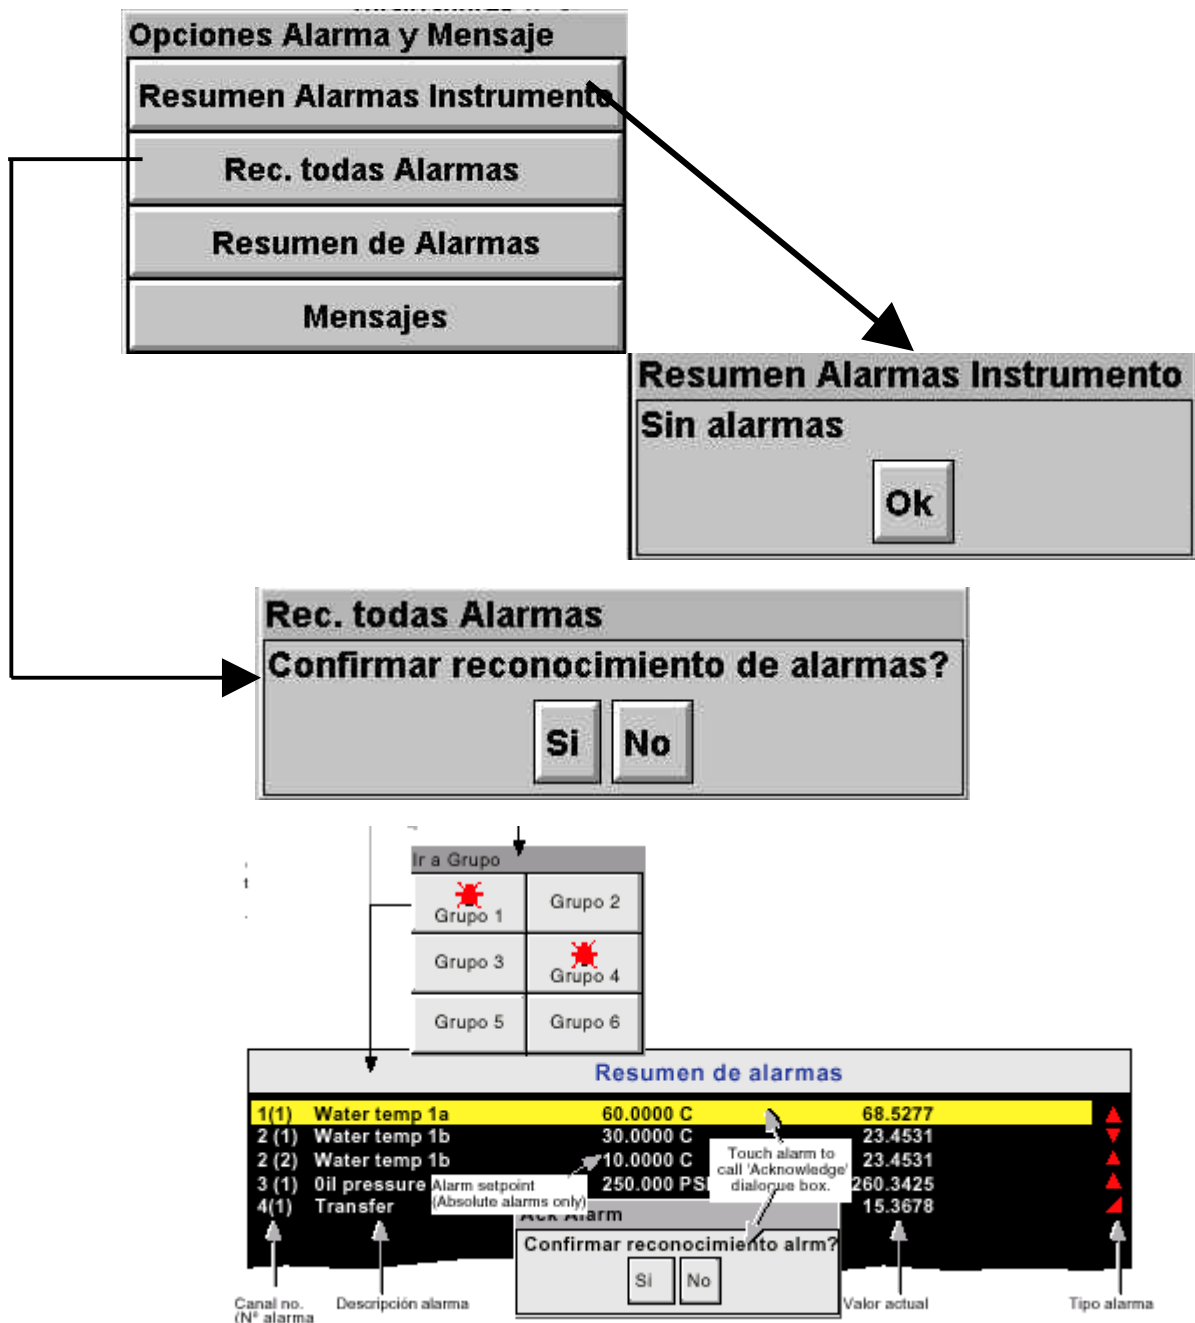 Opciones Alarma y Mensaje
Resumen Alarmas Instrumento
Rec. todas Alarmas
Resumen de Alarmas
Mensajes
Resumen Alarmas Instrumento
Sin alarmas
Ok
Rec. todas Alarmas
Confirmar reconocimiento de alarmas?
Si No
Ir a Grupo
Grupo 1 Grupo 2
Grupo 3 Grupo 4
Grupo 5 Grupo 6
Resumen de alarmas
1(1) Water temp 1a 60.0000 C 68.5277
2 (1) Water temp 1b 30.0000 C 23.4531
2 (2) Water temp 1b 10.0000 C 23.4531
3 (1) 0il pressure 250.000 PSI 260.3425
4(1) Transfer 15.3678
Touch alarm to
call 'Acknowledge'
dialogue box.
Alarm setpoint
(Absolute alarms only)
Ack Alarm
Confirmar reconocimiento alrm?
Si No
Canal no.
(Nº alarma
Descripción alarma
Valor actual
Tipo alarma